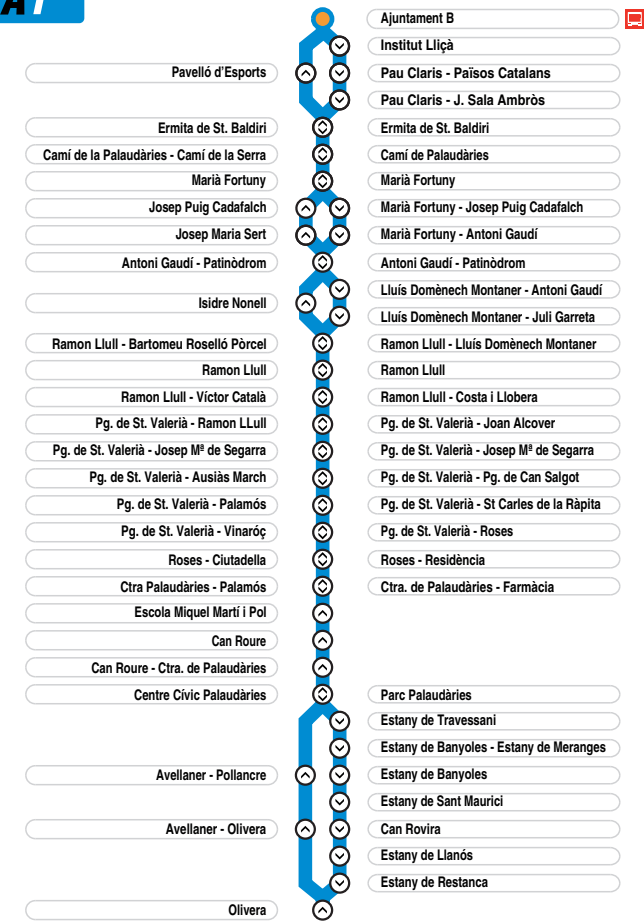 A1
Ajuntament B
Institut Lliçà
Pavelló d'Esports
Pau Claris - Països Catalans
Pau Claris - J. Sala Ambròs
Ermita de St. Baldiri
Ermita de St. Baldiri
Camí de la Palaudàries - Camí de la Serra
Camí de Palaudàries
Marià Fortuny
Marià Fortuny
Josep Puig Cadafalch
Marià Fortuny - Josep Puig Cadafalch
Josep Maria Sert
Marià Fortuny - Antoni Gaudí
Antoni Gaudí - Patinòdrom
Antoni Gaudí - Patinòdrom
Lluís Domènech Montaner - Antoni Gaudí
Isidre Nonell
Lluís Domènech Montaner - Juli Garreta
Ramon Llull - Bartomeu Roselló Pòrcel
Ramon Llull - Lluís Domènech Montaner
Ramon Llull
Ramon Llull
Ramon Llull - Víctor Català
Ramon Llull - Costa i Llobera
Pg. de St. Valerià - Ramon LLull
Pg. de St. Valerià - Joan Alcover
Pg. de St. Valerià - Josep Mª de Segarra
Pg. de St. Valerià - Josep Mª de Segarra
Pg. de St. Valerià - Ausiàs March
Pg. de St. Valerià - Pg. de Can Salgot
Pg. de St. Valerià - Palamós
Pg. de St. Valerià - St Carles de la Ràpita
Pg. de St. Valerià - Vinaróç
Pg. de St. Valerià - Roses
Roses - Ciutadella
Roses - Residència
Ctra Palaudàries - Palamós
Ctra. de Palaudàries - Farmàcia
Escola Miquel Martí i Pol
Can Roure
Can Roure - Ctra. de Palaudàries
Centre Cívic Palaudàries
Parc Palaudàries
Estany de Travessani
Estany de Banyoles - Estany de Meranges
Avellaner - Pollancre
Estany de Banyoles
Estany de Sant Maurici
Avellaner - Olivera
Can Rovira
Estany de Llanós
Estany de Restanca
Olivera